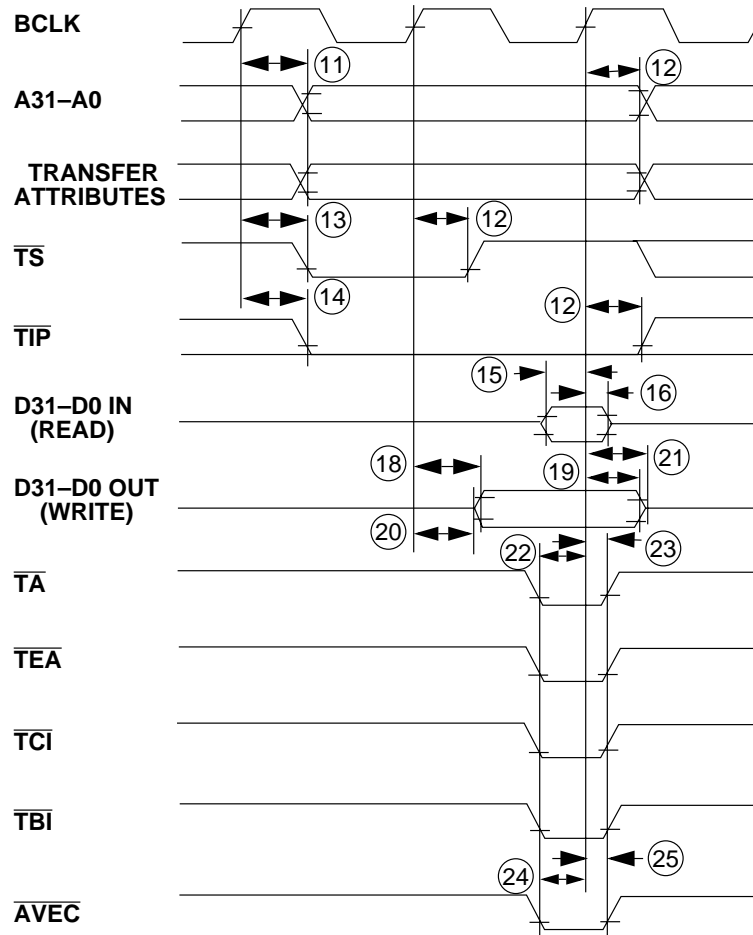 BCLK
11
12
A31–A0
TRANSFER
ATTRIBUTES
13
12
TS
14
12
TIP
15
16
D31–D0 IN
(READ)
18
19
21
D31–D0 OUT
(WRITE)
20
22
23
TA
TEA
TCI
TBI
24
25
AVEC